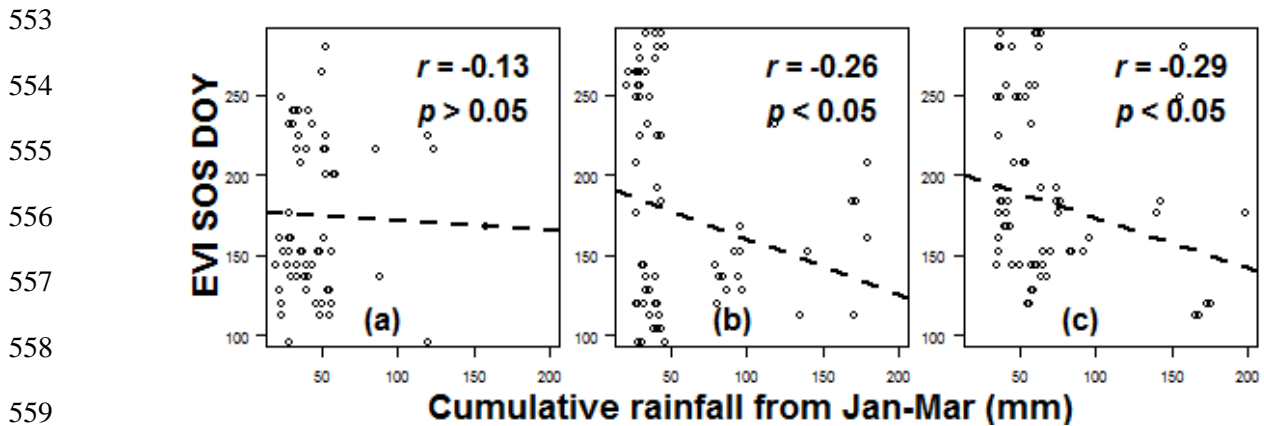 553
554
555
556
557
558
559
EVI SOS DOY
250
200
150
100
r = -0.13
p > 0.05
(a)
50 100 150 200
r = -0.26
p < 0.05
(b)
250
200
150
100
50 100 150 200
r = -0.29
p < 0.05
(c)
250
200
150
100
50 100 150 200
Cumulative rainfall from Jan-Mar (mm)